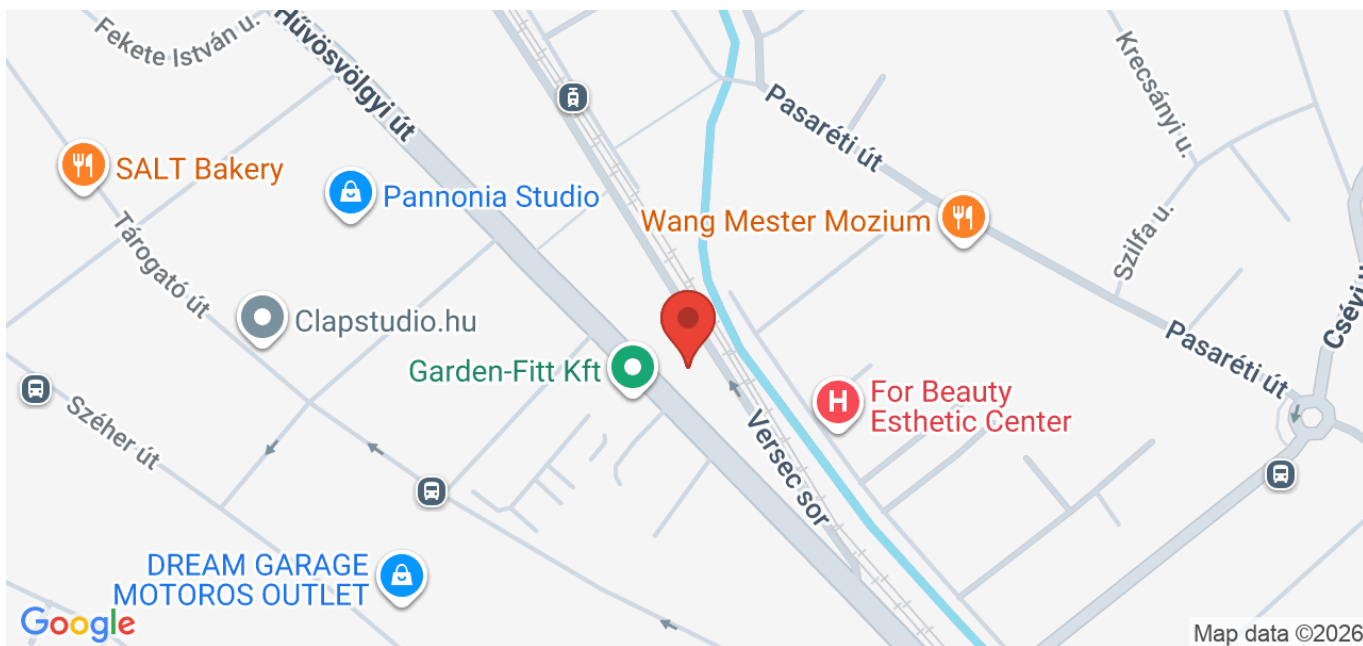 Fekete István u.
Hűvösvölgyi út
Pasaréti út
Krecsányi u.
SALT Bakery
Pannonia Studio
Wang Mester Mozium
Szilfa u.
Tárogató út
Clapstudio.hu
Garden-Fitt Kft
Pasaréti út
For Beauty
Esthetic Center
H
Széher út
Versec sor
DREAM GARAGE
MOTOROS OUTLET
Google
Map data ©2026